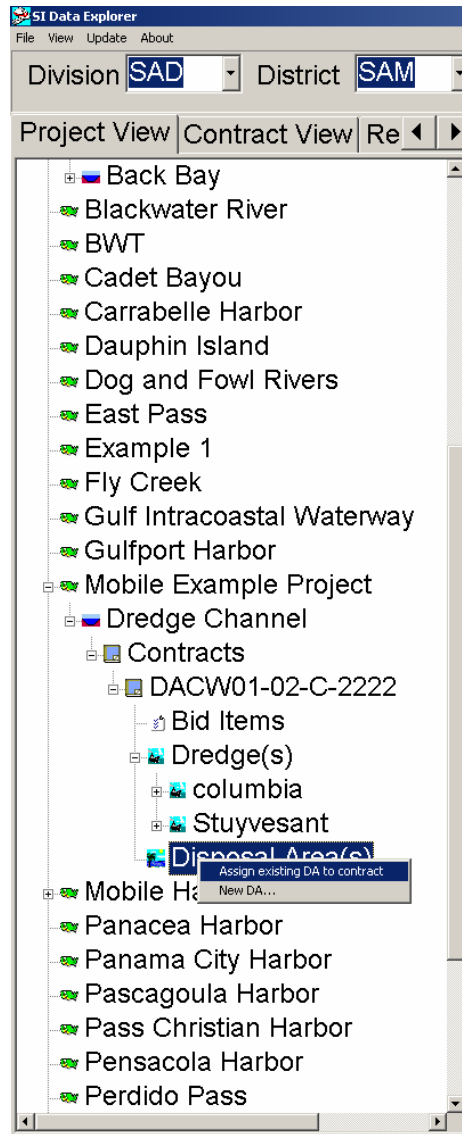 SI Data Explorer
File View Update About
Division SAD District SAM
Project View Contract View Re
Back Bay
Blackwater River
BWT
Cadet Bayou
Carrabelle Harbor
Dauphin Island
Dog and Fowl Rivers
East Pass
Example 1
Fly Creek
Gulf Intracoastal Waterway
Gulfport Harbor
Mobile Example Project
Dredge Channel
Contracts
DACW01-02-C-2222
Bid Items
Dredge(s)
columbia
Stuyvesant
Disposal Area(s)
Assign existing DA to contract
Mobile Ha
New DA...
Panacea Harbor
Panama City Harbor
Pascagoula Harbor
Pass Christian Harbor
Pensacola Harbor
Perdido Pass